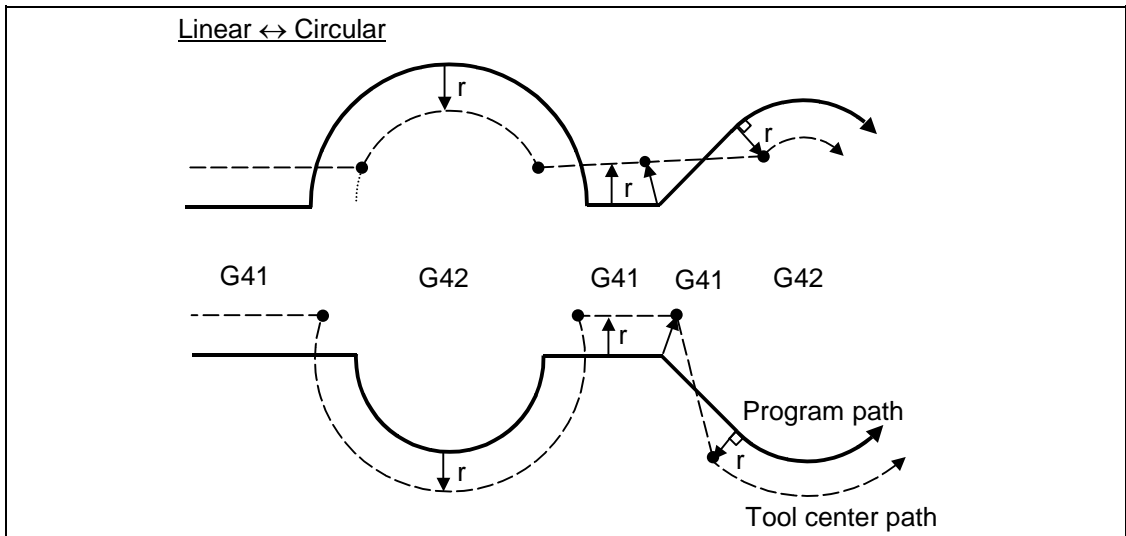 Linear ↔ Circular
r
r
r
G41 G42 G41 G41 G42
r
Program path
r
r
Tool center path